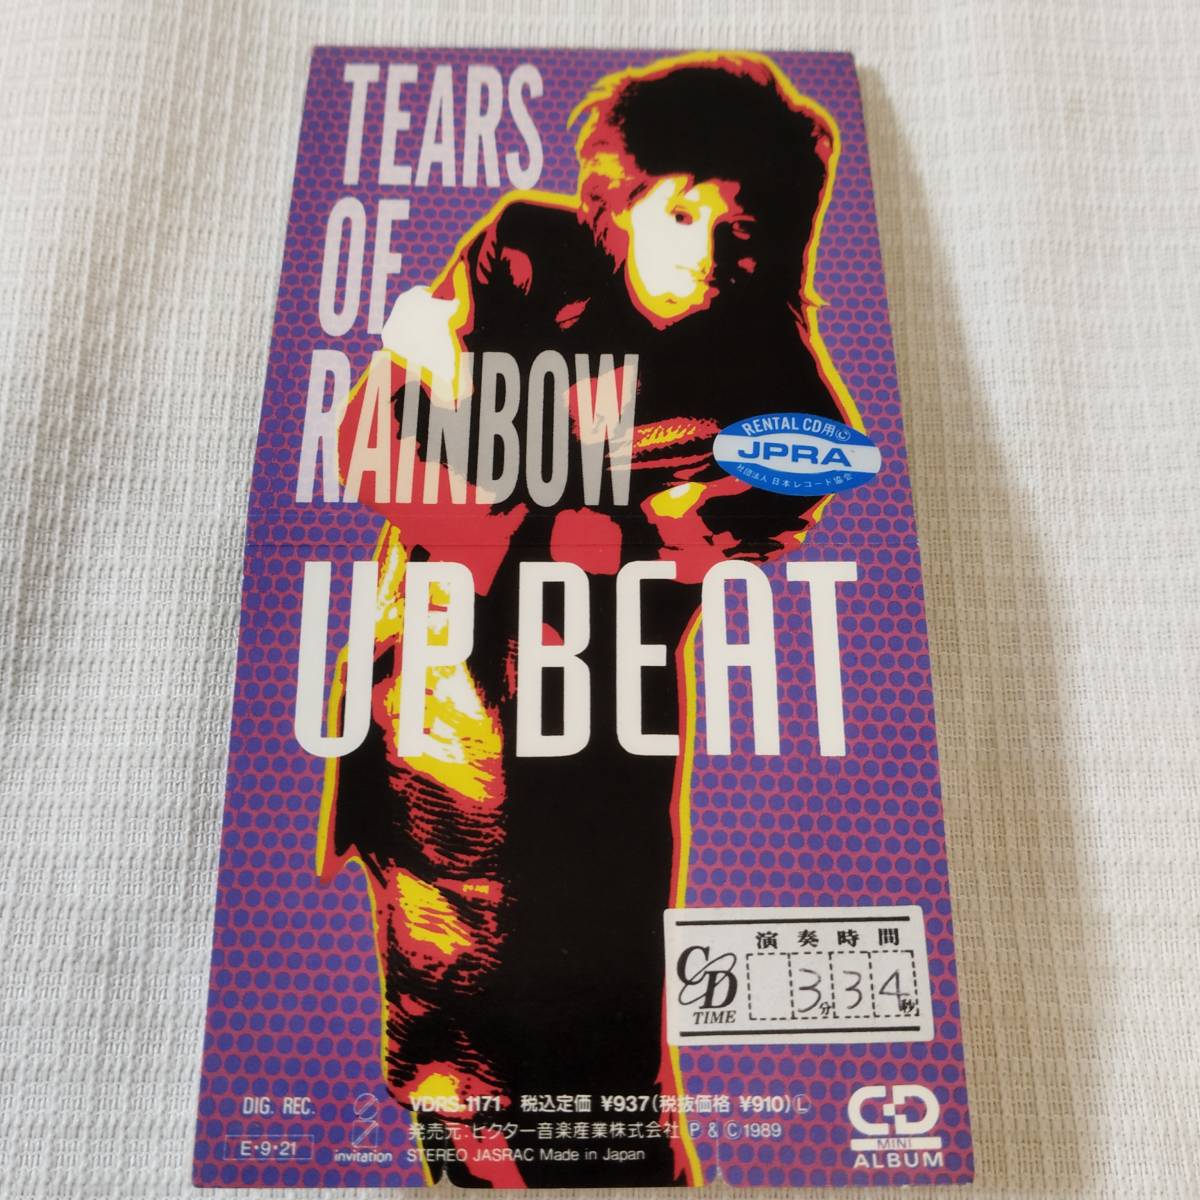 TEARS
OF
RAINBOW
RENTAL CD用©
JPRA
社団法人 日本レコード協会
UP BEAT
演奏時間
CD
TIME
3分34秒
DIG. REC.
E・9・21
invitation
VDRS-1171 税込定価 ¥937(税抜価格 ¥910)Ⓛ
発売元:ビクター音楽産業株式会社 Ⓟ & © 1989
STEREO JASRAC Made in Japan
CD
MINI
ALBUM